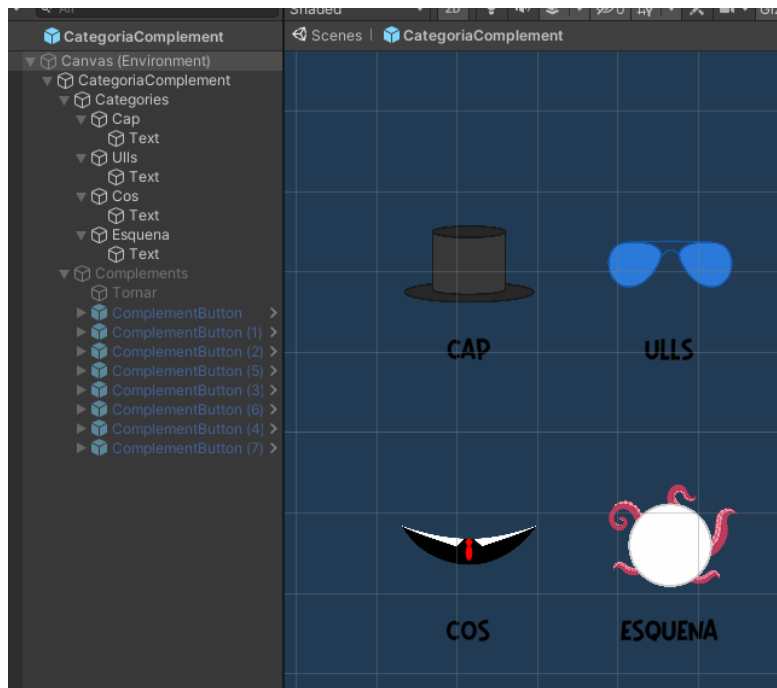 All
Shaded
2D
CategoriaComplement
Scenes | CategoriaComplement
Canvas (Environment)
CategoriaComplement
Categories
Cap
Text
Ulls
Text
Cos
Text
Esquena
Text
Complements
Tornar
ComplementButton
ComplementButton (1)
ComplementButton (2)
ComplementButton (5)
ComplementButton (3)
ComplementButton (6)
ComplementButton (4)
ComplementButton (7)
CAP
ULLS
COS
ESQUENA